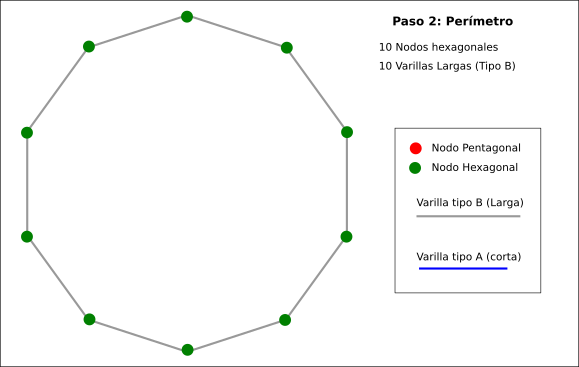 Paso 2: Perímetro
10 Nodos hexagonales
10 Varillas Largas (Tipo B)
Nodo Pentagonal
Nodo Hexagonal
Varilla tipo B (Larga)
Varilla tipo A (corta)